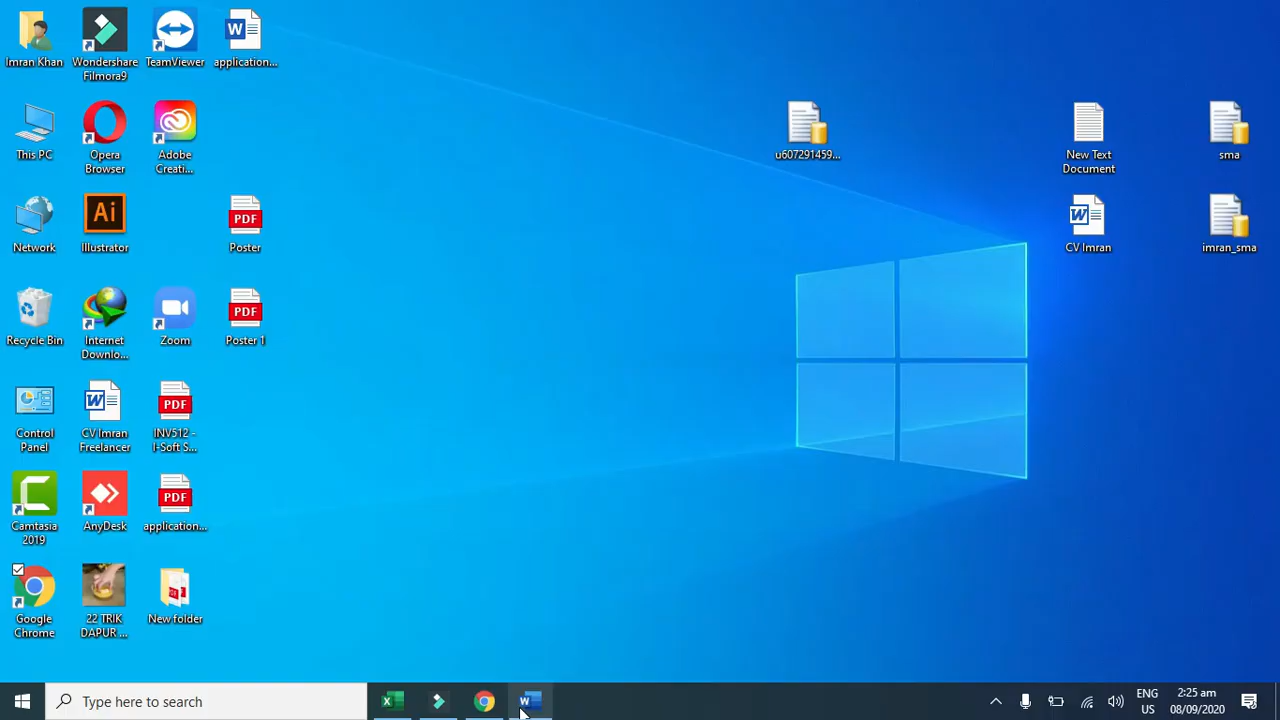 Imran Khan
Wondershare
Filmora9
TeamViewer
application...
This PC
Opera
Browser
Adobe
Creati...
u607291459...
New Text
Document
sma
Network
Ai
Illustrator
PDF
Poster
CV Imran
imran_sma
Recycle Bin
Internet
Downlo...
Zoom
PDF
Poster 1
Control
Panel
CV Imran
Freelancer
PDF
INV512 -
I-Soft S...
Camtasia
2019
AnyDesk
PDF
application...
Google
Chrome
22 TRIK
DAPUR ...
New folder
Type here to search
ENG
US
2:25 am
08/09/2020